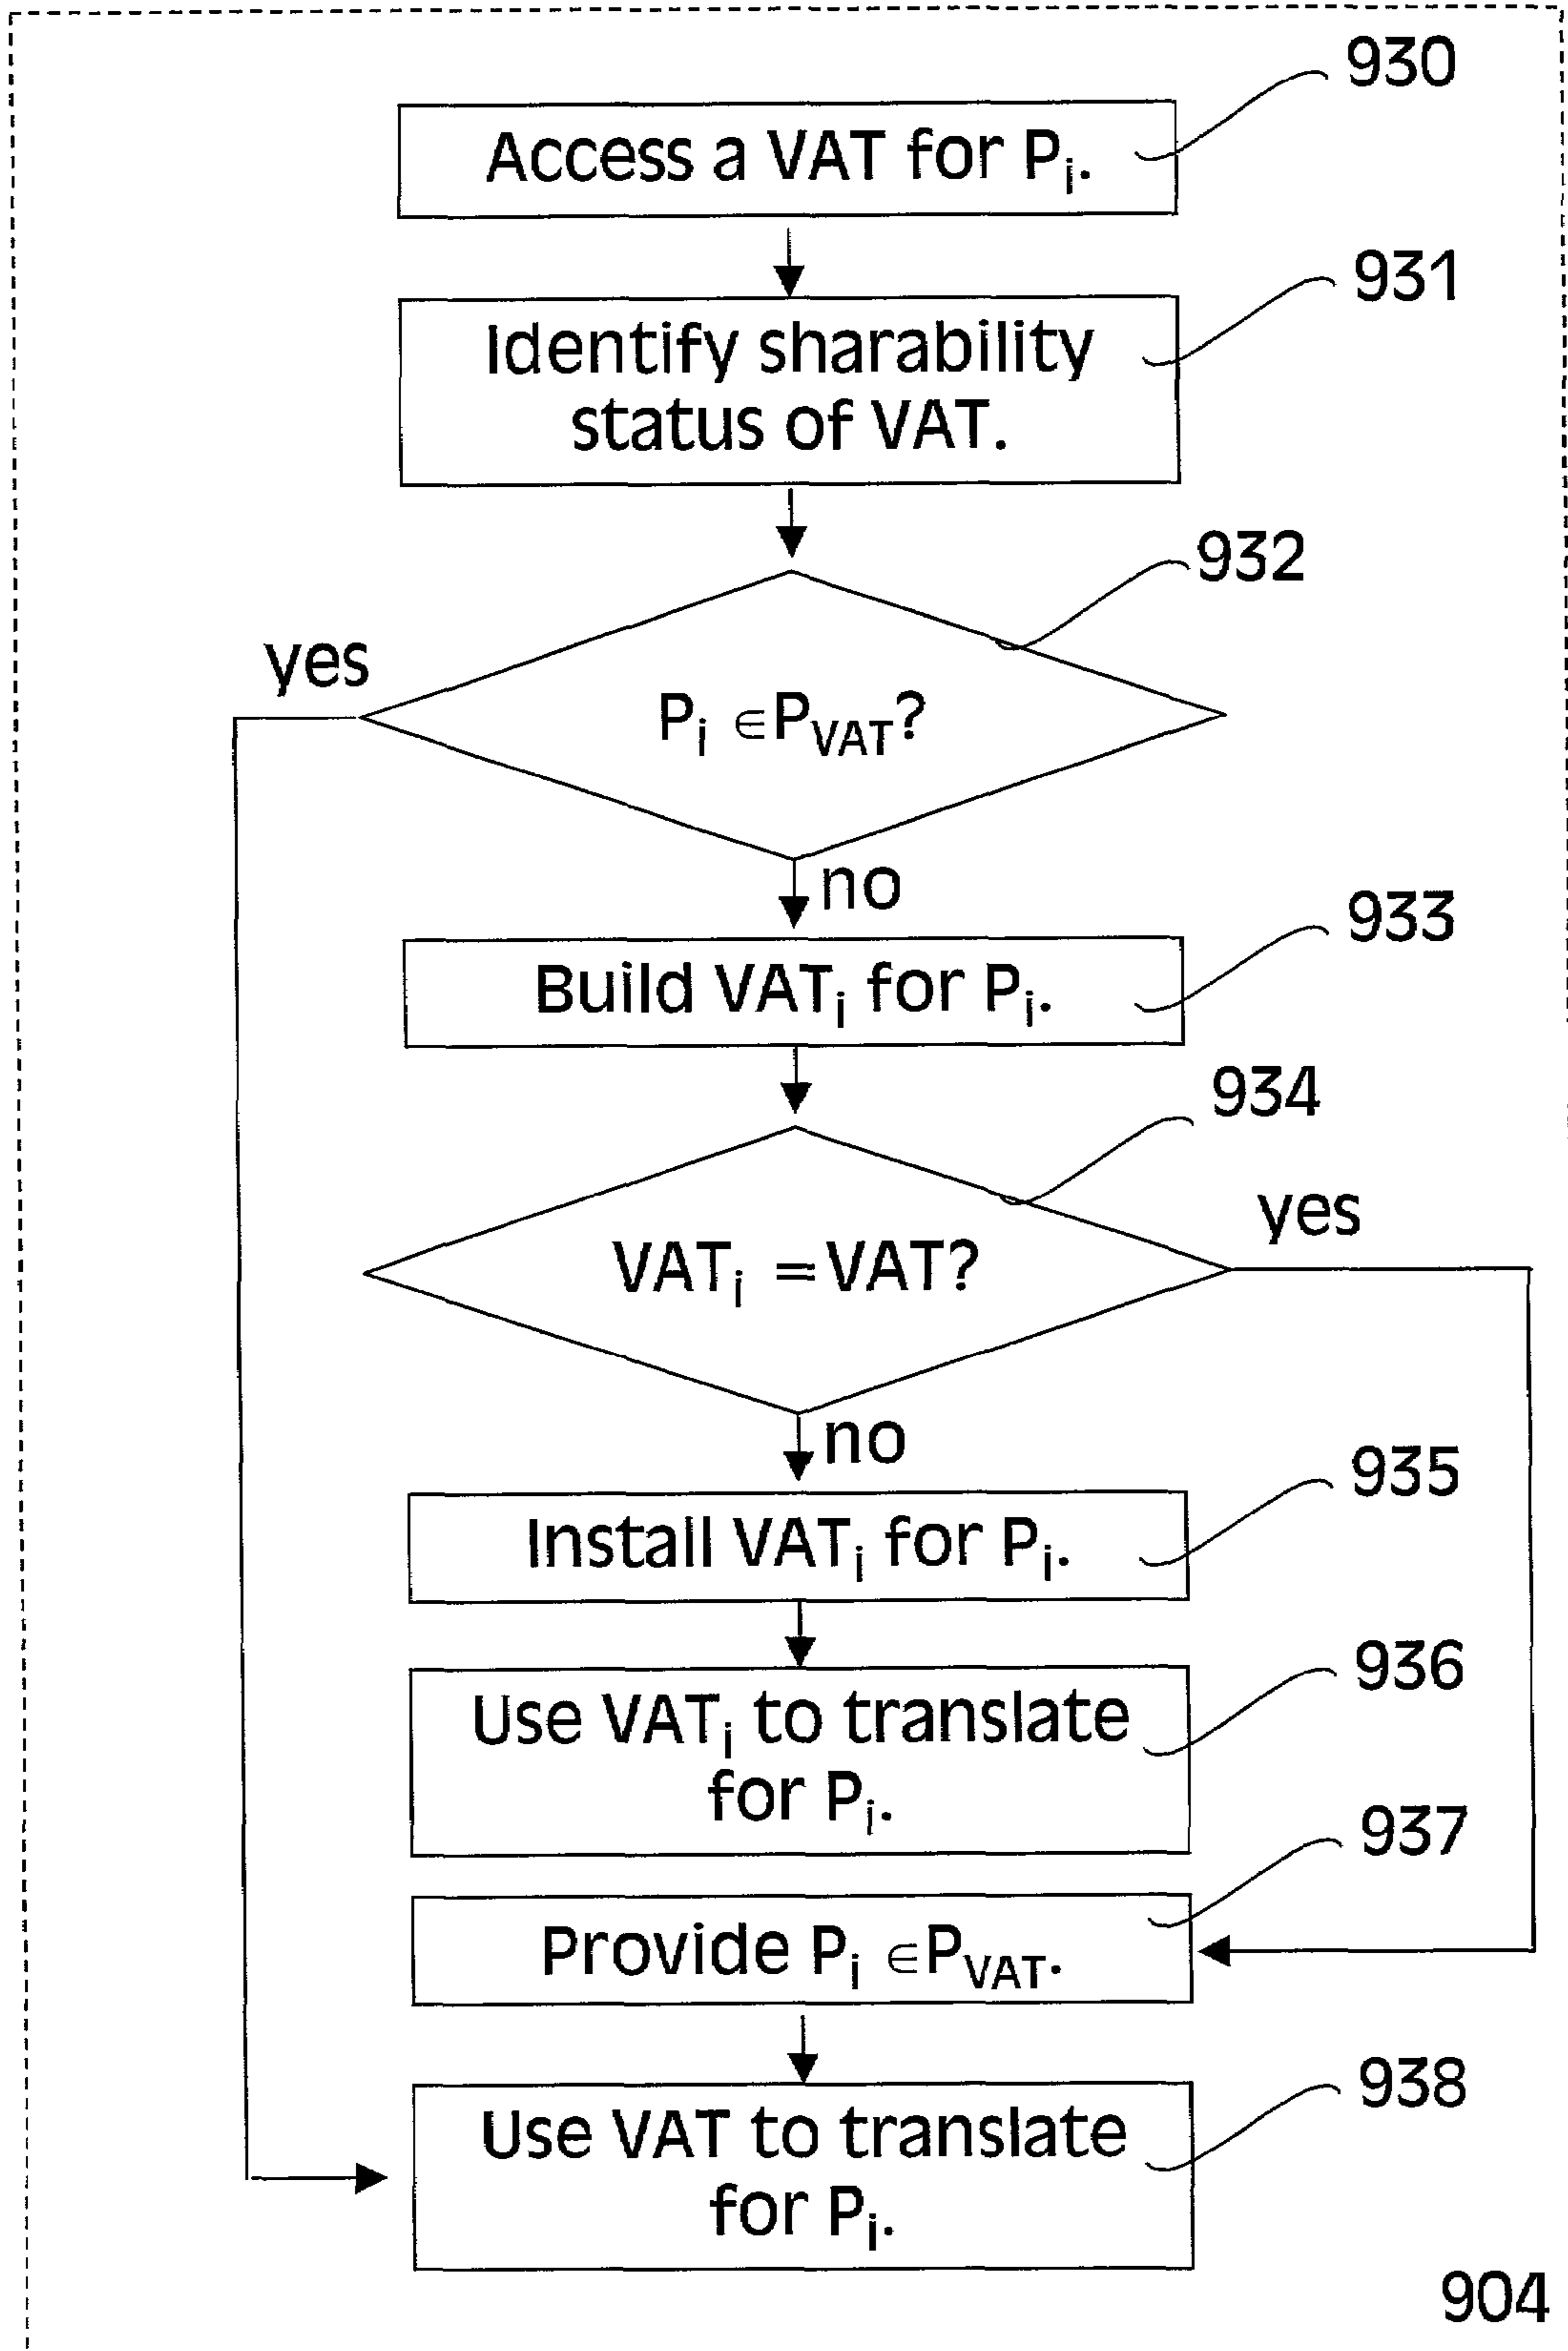 930
Access a VAT for Pᵢ.
931
Identify sharability
status of VAT.
932
yes
Pᵢ ∈P_VAT?
no
933
Build VATᵢ for Pᵢ.
934
yes
VATᵢ =VAT?
no
935
Install VATᵢ for Pᵢ.
936
Use VATᵢ to translate
for Pᵢ.
937
Provide Pᵢ ∈P_VAT.
938
Use VAT to translate
for Pᵢ.
904